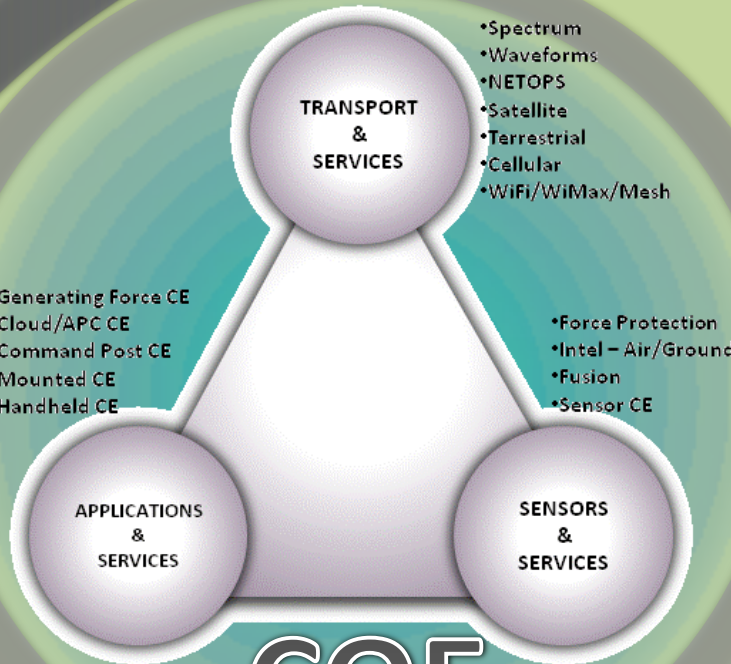 •Spectrum
•Waveforms
•NETOPS
•Satellite
•Terrestrial
•Cellular
•WiFi/WiMax/Mesh
TRANSPORT
&
SERVICES
Generating Force CE
Cloud/APC CE
Command Post CE
Mounted CE
Handheld CE
•Force Protection
•Intel – Air/Ground
•Fusion
•Sensor CE
APPLICATIONS
&
SERVICES
SENSORS
&
SERVICES
COE